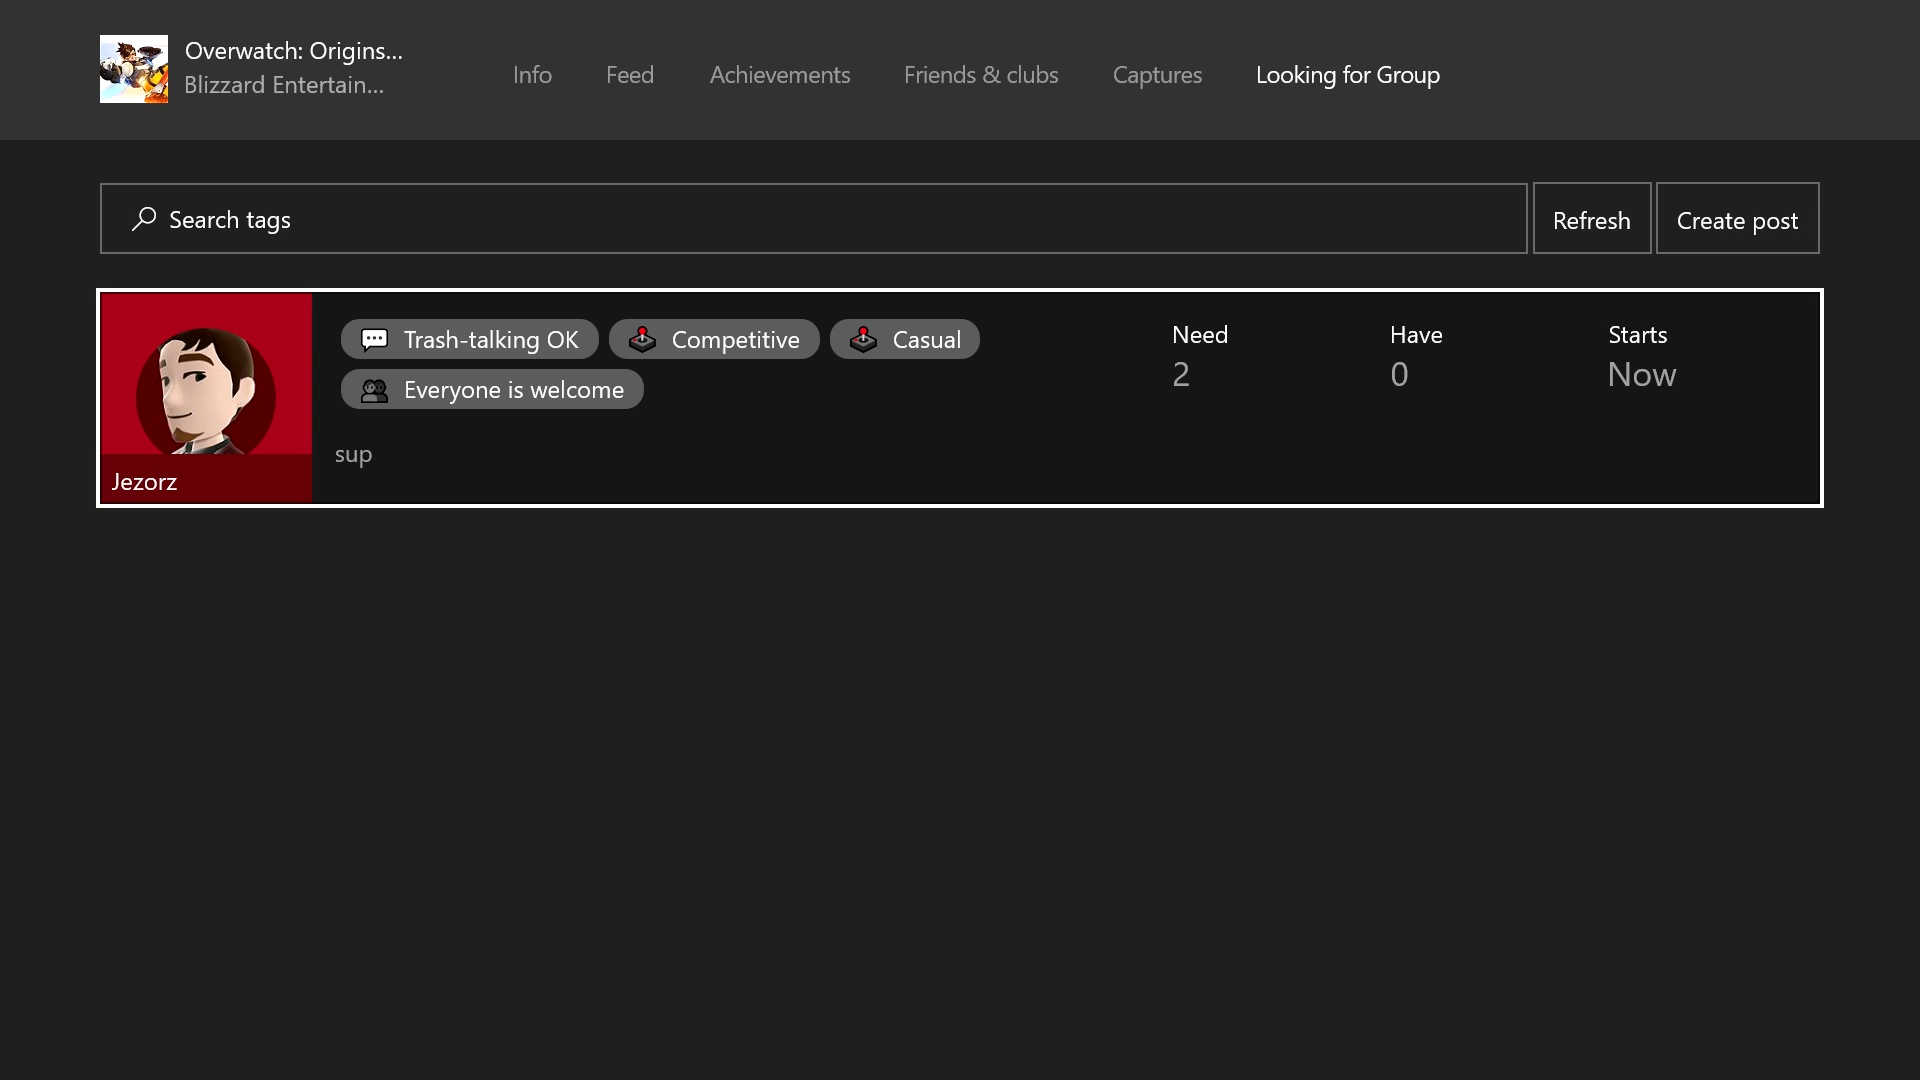 Overwatch: Origins...
Blizzard Entertain...
Info
Feed
Achievements
Friends & clubs
Captures
Looking for Group
Search tags
Refresh
Create post
Trash-talking OK
Competitive
Casual
Everyone is welcome
sup
Jezorz
Need
2
Have
0
Starts
Now